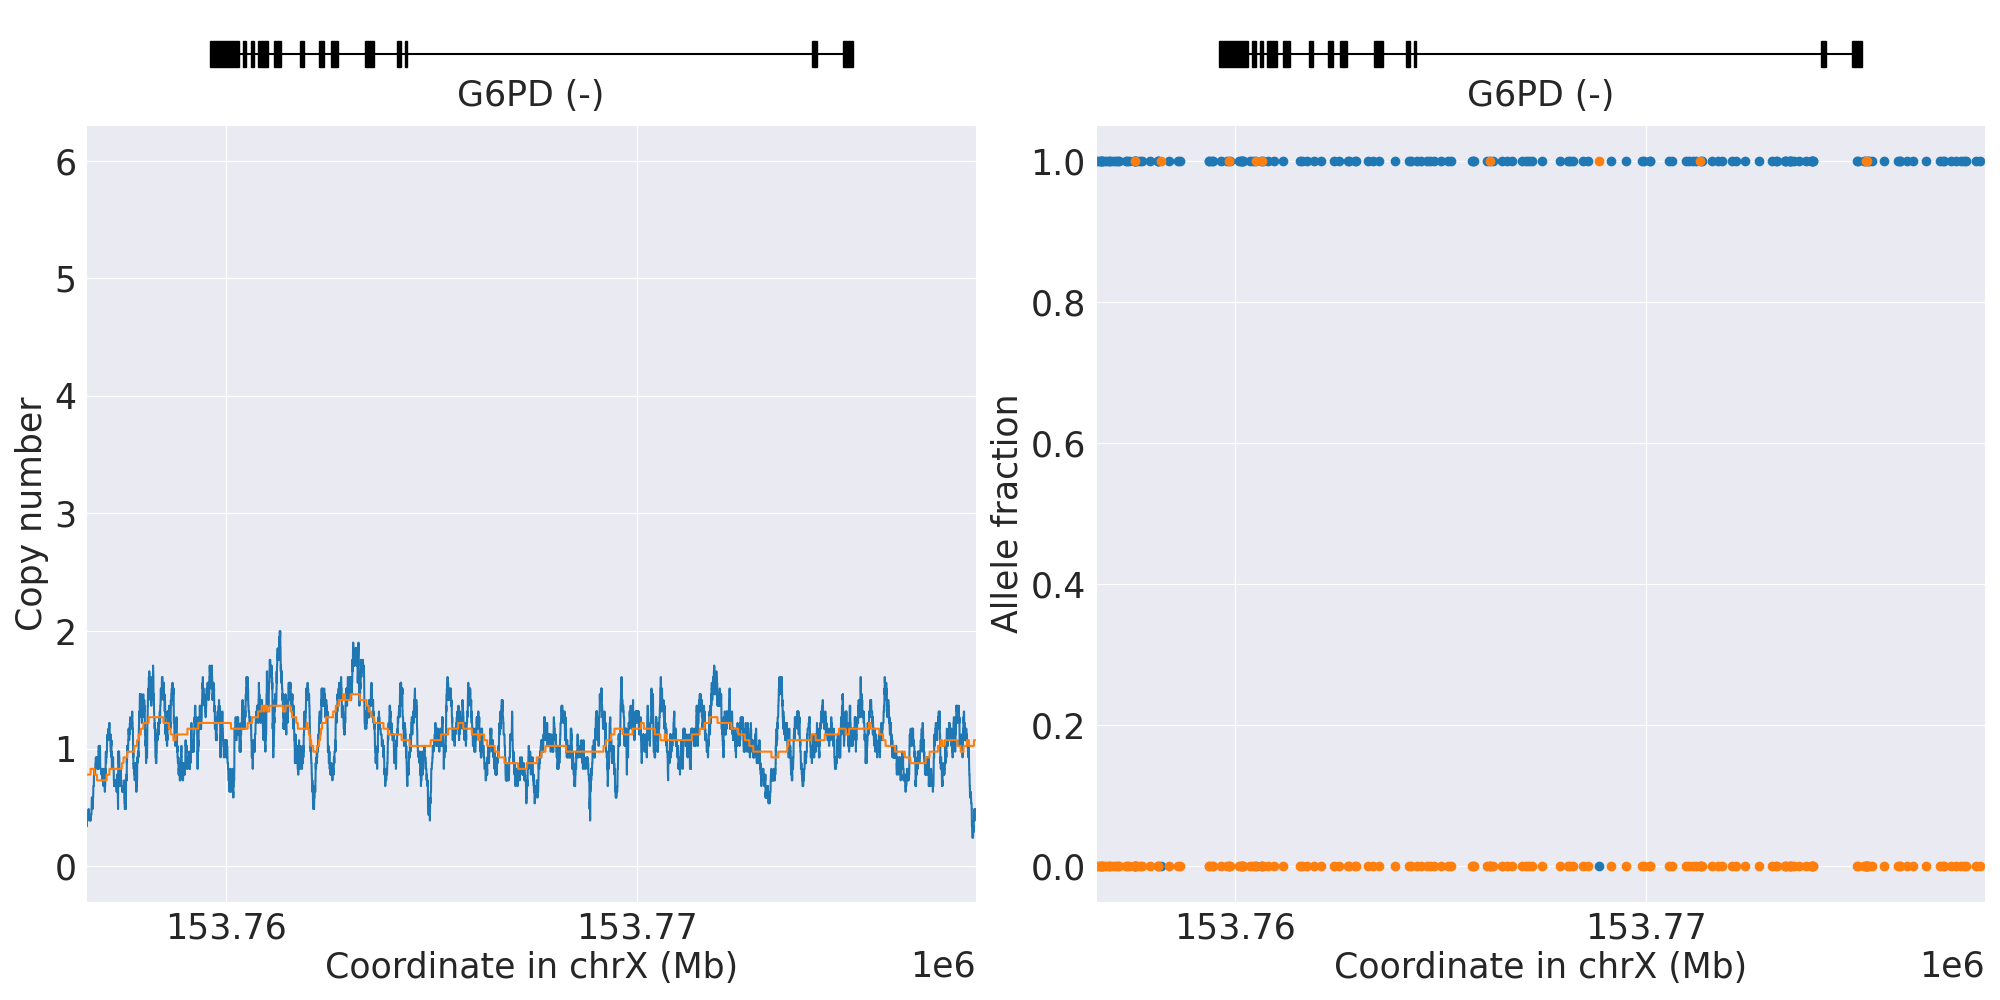 G6PD (-)
6
5
4
3
2
1
0
Copy number
153.76
153.77
Coordinate in chrX (Mb)
1e6
G6PD (-)
1.0
0.8
0.6
0.4
0.2
0.0
Allele fraction
153.76
153.77
Coordinate in chrX (Mb)
1e6